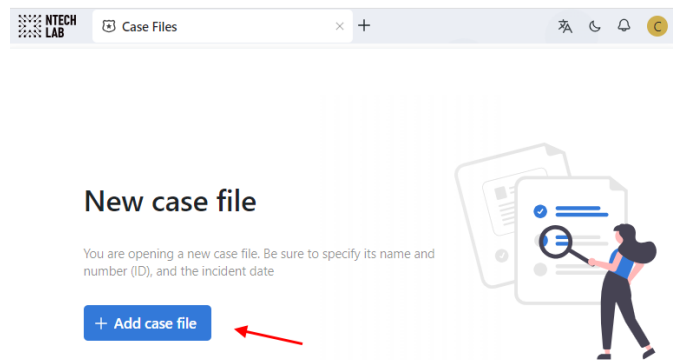 NTECH
LAB
Case Files
C
New case file
You are opening a new case file. Be sure to specify its name and
number (ID), and the incident date
+ Add case file